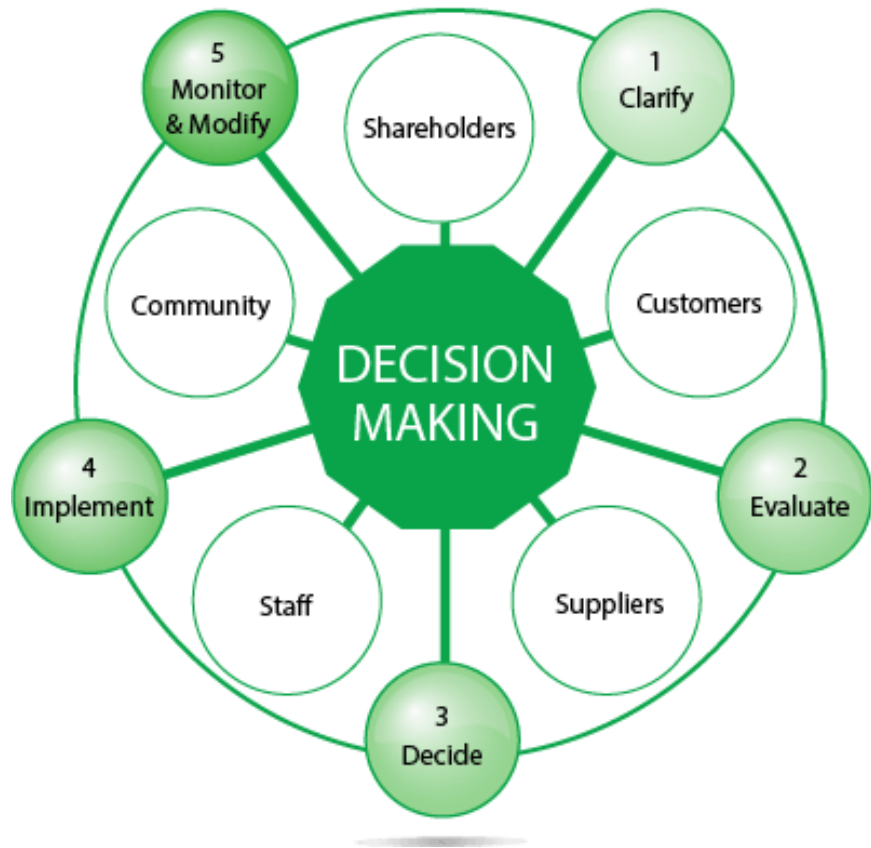 5
Monitor
& Modify
Shareholders
1
Clarify
Community
DECISION
MAKING
Customers
4
Implement
2
Evaluate
Staff
Suppliers
3
Decide